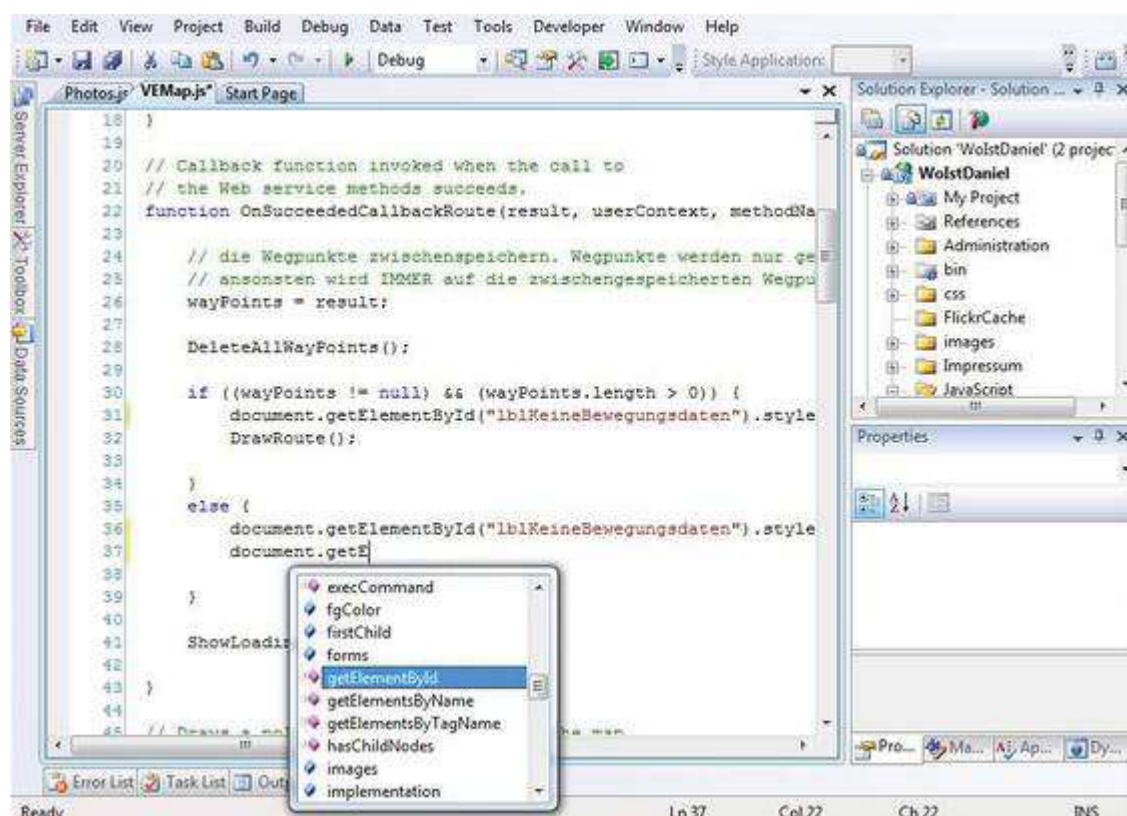 File Edit View Project Build Debug Data Test Tools Developer Window Help
Debug Style Application:
Photos.js VEMap.js* Start Page
Solution Explorer - Solution ...
Server Explorer
Toolbox
Data Sources
18 }
19
20 // Callback function invoked when the call to
21 // the Web service methods succeeds.
22 function OnSucceededCallbackRoute(result, userContext, methodNa
23
24 // die Wegpunkte zwischenspeichern. Wegpunkte werden nur ge
25 // ansonsten wird IMMER auf die zwischengespeicherten Wegpu
26 wayPoints = result;
27
28 DeleteAllWayPoints();
29
30 if ((wayPoints != null) && (wayPoints.length > 0)) {
31 document.getElementById("lblKeineBewegungsdaten").style
32 DrawRoute();
33
34 }
35 else {
36 document.getElementById("lblKeineBewegungsdaten").style
37 document.getE
38
39 }
40
41 ShowLoadin
42
43 }
44
45
execCommand
fgColor
firstChild
forms
getElementById
getElementsByName
getElementsByTagName
hasChildNodes
images
implementation
Solution 'WoIstDaniel' (2 projec
WoIstDaniel
My Project
References
Administration
bin
css
FlickrCache
images
Impressum
JavaScript
Properties
Pro... Ma... Ap... Dy...
Error List Task List Outp
Ready Ln 37 Col 22 Ch 22 INS